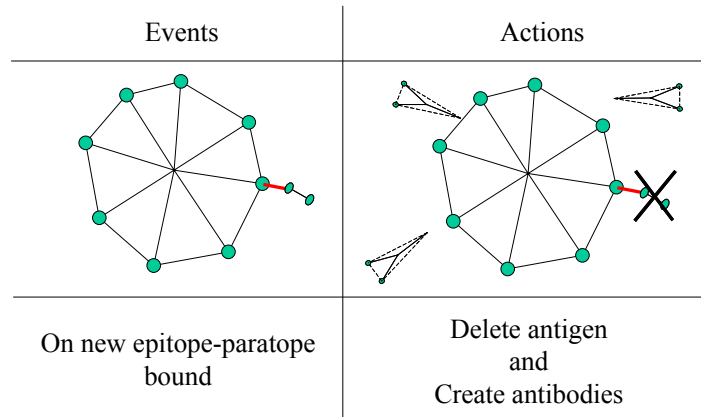 Events
Actions
On new epitope-paratope
bound
Delete antigen
and
Create antibodies